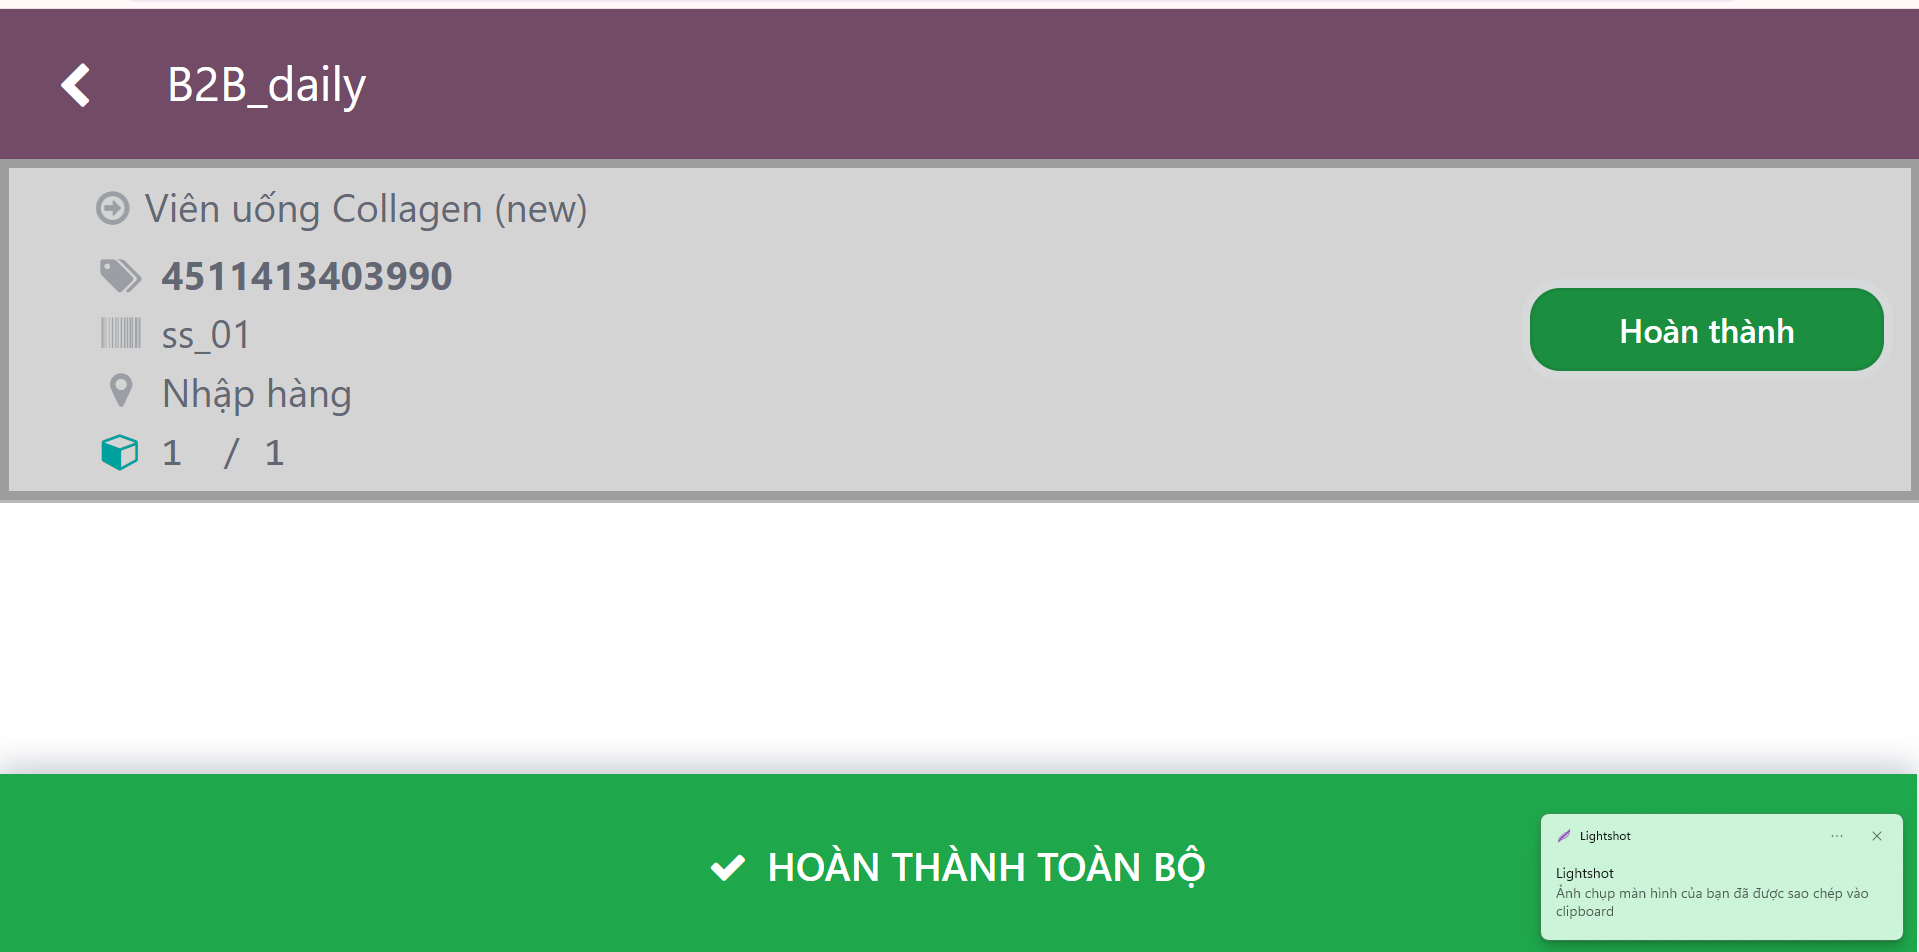 B2B_daily
Viên uống Collagen (new)
4511413403990
ss_01
Nhập hàng
1 / 1
Hoàn thành
HOÀN THÀNH TOÀN BỘ
Lightshot
Lightshot
Ảnh chụp màn hình của bạn đã được sao chép vào
clipboard